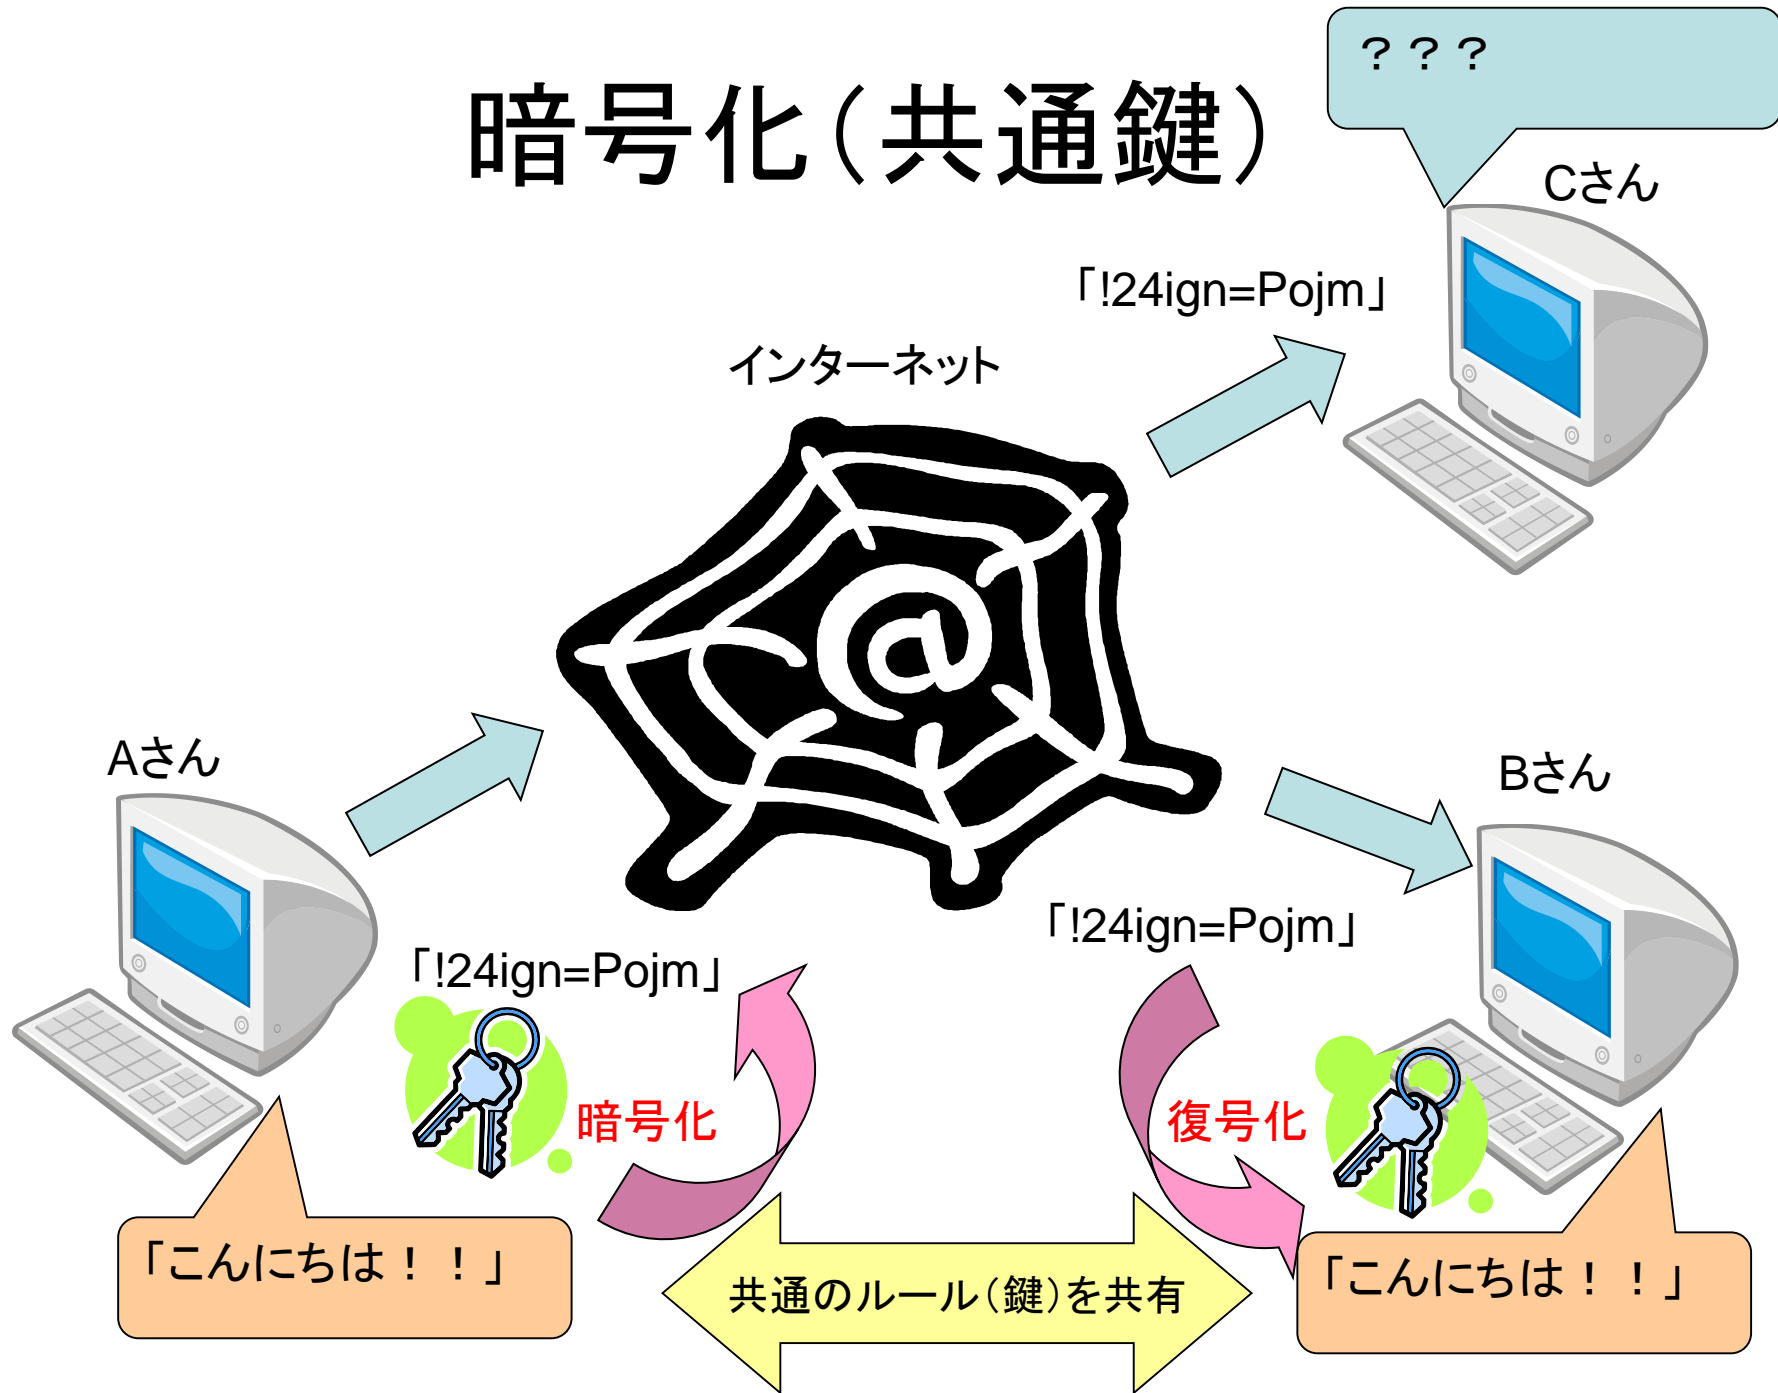 ？？？
暗号化（共通鍵）
Cさん
「!24ign=Pojm」
インターネット
Aさん
Bさん
「!24ign=Pojm」
「!24ign=Pojm」
暗号化
復号化
「こんにちは！！」
共通のルール（鍵）を共有
「こんにちは！！」